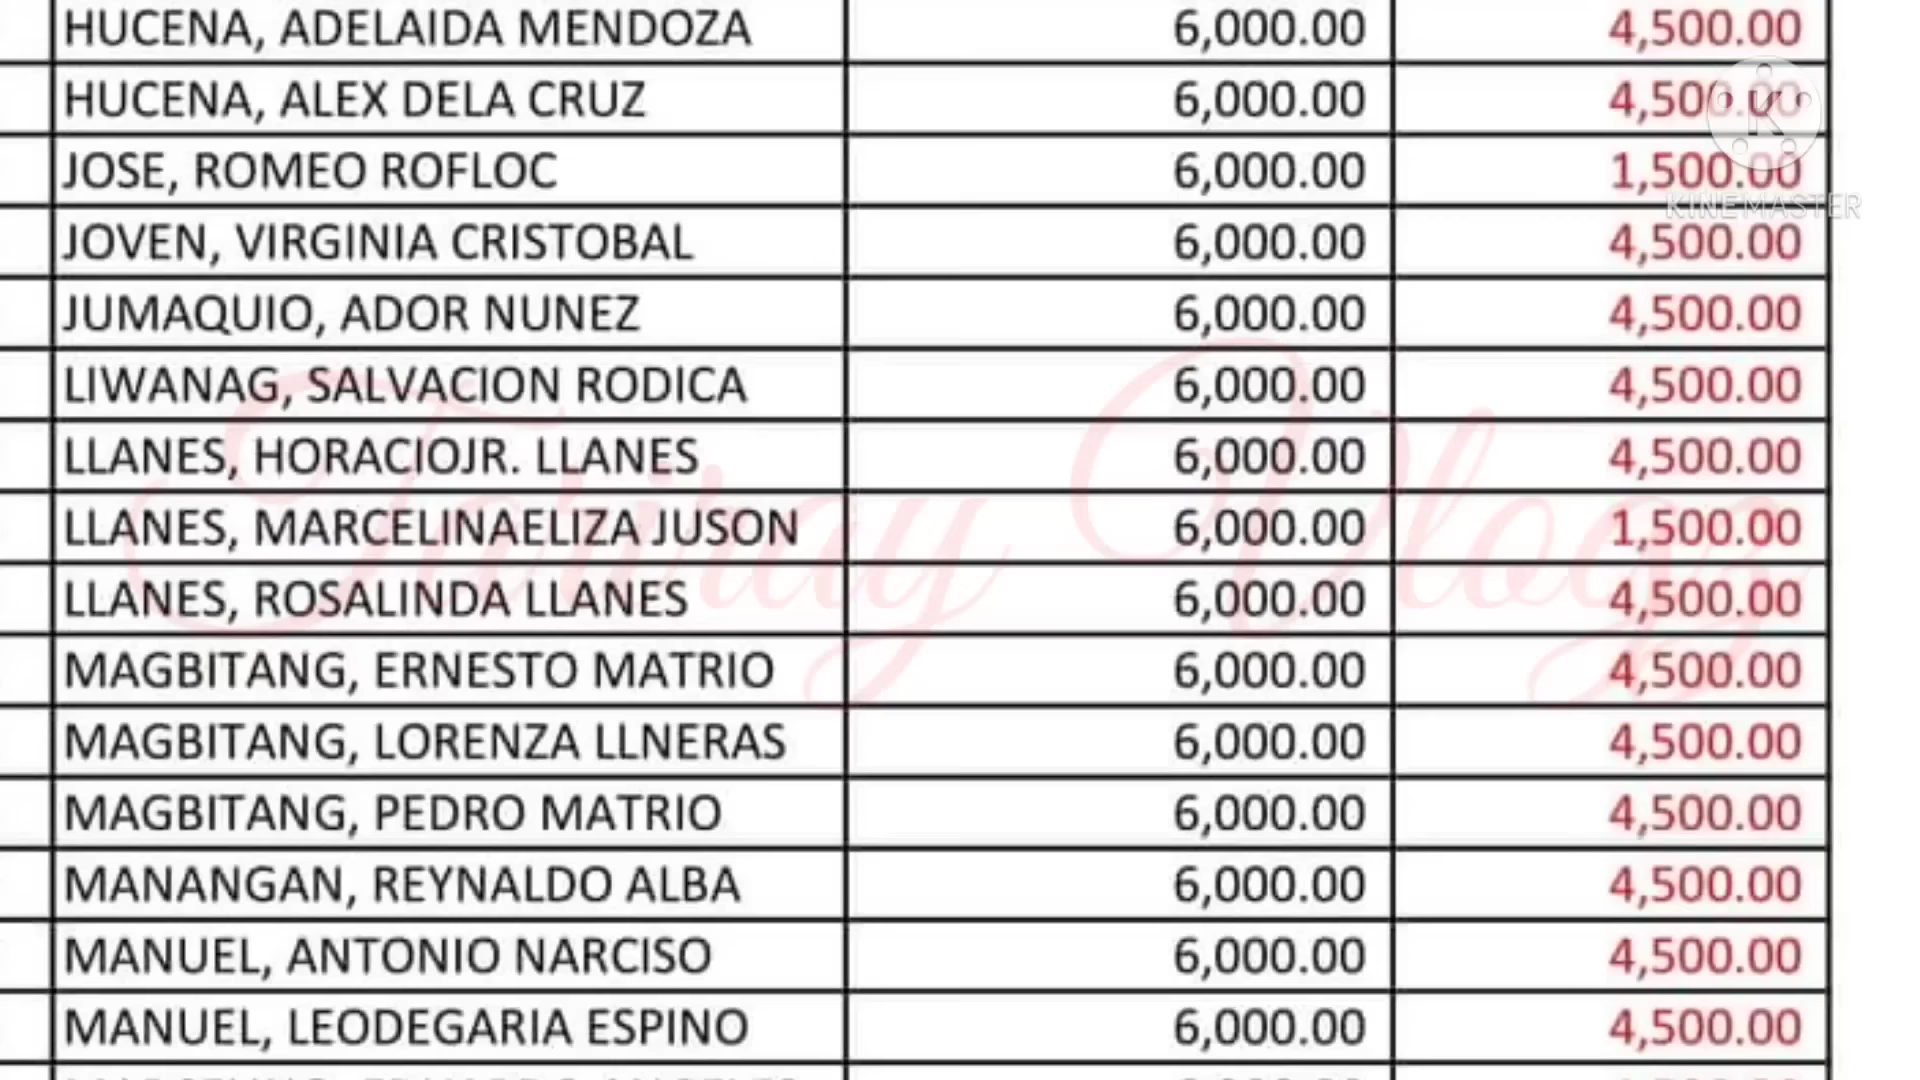 HUCENA, ADELAIDA MENDOZA 6,000.00 4,500.00
HUCENA, ALEX DELA CRUZ 6,000.00 4,500.00
JOSE, ROMEO ROFLOC 6,000.00 1,500.00
KINEMASTER
JOVEN, VIRGINIA CRISTOBAL 6,000.00 4,500.00
JUMAQUIO, ADOR NUNEZ 6,000.00 4,500.00
LIWANAG, SALVACION RODICA 6,000.00 4,500.00
LLANES, HORACIOJR. LLANES 6,000.00 4,500.00
LLANES, MARCELINAELIZA JUSON 6,000.00 1,500.00
LLANES, ROSALINDA LLANES 6,000.00 4,500.00
MAGBITANG, ERNESTO MATRIO 6,000.00 4,500.00
MAGBITANG, LORENZA LLNERAS 6,000.00 4,500.00
MAGBITANG, PEDRO MATRIO 6,000.00 4,500.00
MANANGAN, REYNALDO ALBA 6,000.00 4,500.00
MANUEL, ANTONIO NARCISO 6,000.00 4,500.00
MANUEL, LEODEGARIA ESPINO 6,000.00 4,500.00